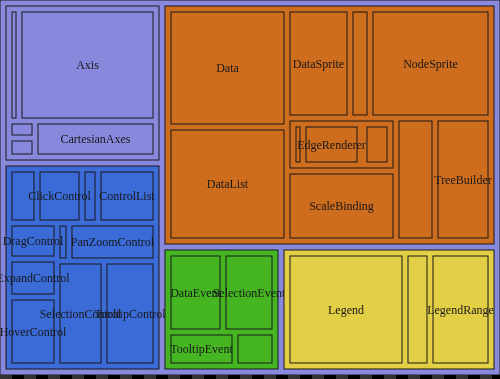 Axis
CartesianAxes
Data
DataSprite
NodeSprite
EdgeRenderer
DataList
ScaleBinding
TreeBuilder
ClickControl
ControlList
DragControl
PanZoomControl
ExpandControl
SelectionControl
TooltipControl
HoverControl
DataEvent
SelectionEvent
TooltipEvent
Legend
LegendRange